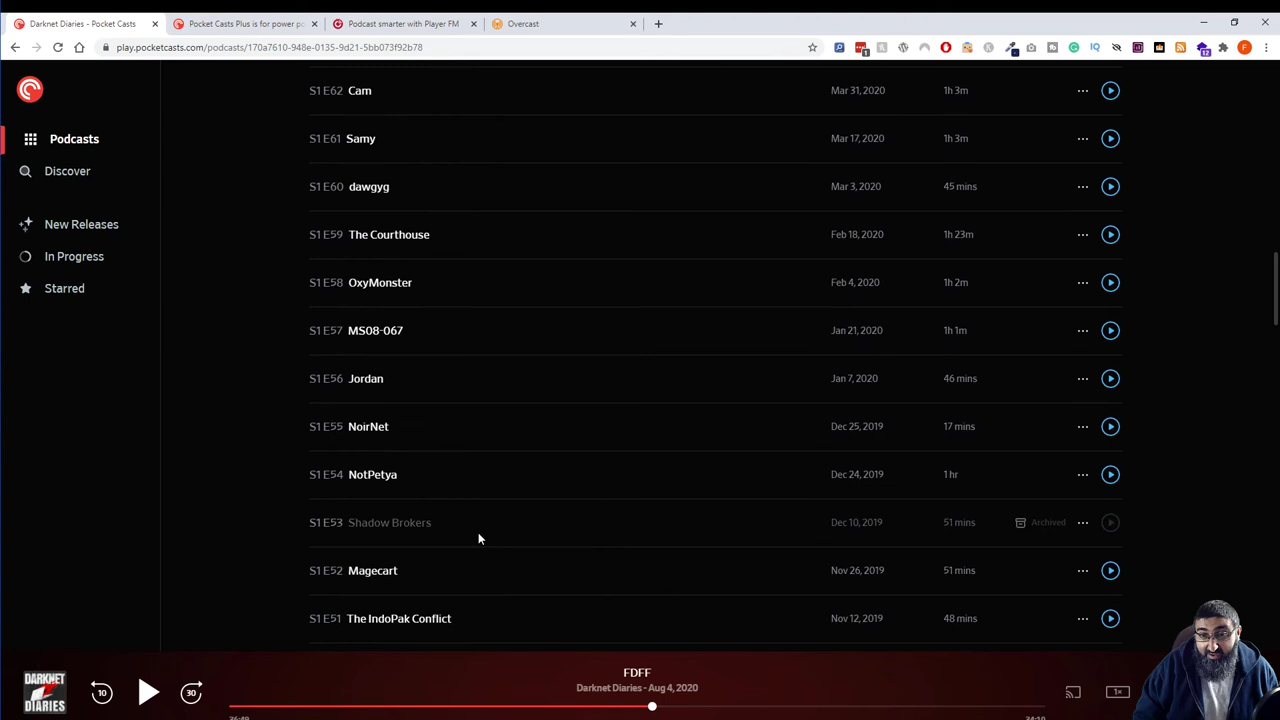 Darknet Diaries - Pocket Casts
Pocket Casts Plus is for power po
Podcast smarter with Player FM
Overcast
play.pocketcasts.com/podcasts/170a7610-948e-0135-9d21-5bb073f92b78
Podcasts
Discover
New Releases
In Progress
Starred
S1 E62 Cam Mar 31, 2020 1h 3m
S1 E61 Samy Mar 17, 2020 1h 3m
S1 E60 dawgyg Mar 3, 2020 45 mins
S1 E59 The Courthouse Feb 18, 2020 1h 23m
S1 E58 OxyMonster Feb 4, 2020 1h 2m
S1 E57 MS08-067 Jan 21, 2020 1h 1m
S1 E56 Jordan Jan 7, 2020 46 mins
S1 E55 NoirNet Dec 25, 2019 17 mins
S1 E54 NotPetya Dec 24, 2019 1 hr
S1 E53 Shadow Brokers Dec 10, 2019 51 mins Archived
S1 E52 Magecart Nov 26, 2019 51 mins
S1 E51 The IndoPak Conflict Nov 12, 2019 48 mins
DARKNET
DIARIES
10
30
FDFF
Darknet Diaries - Aug 4, 2020
1×
36:49
34:10